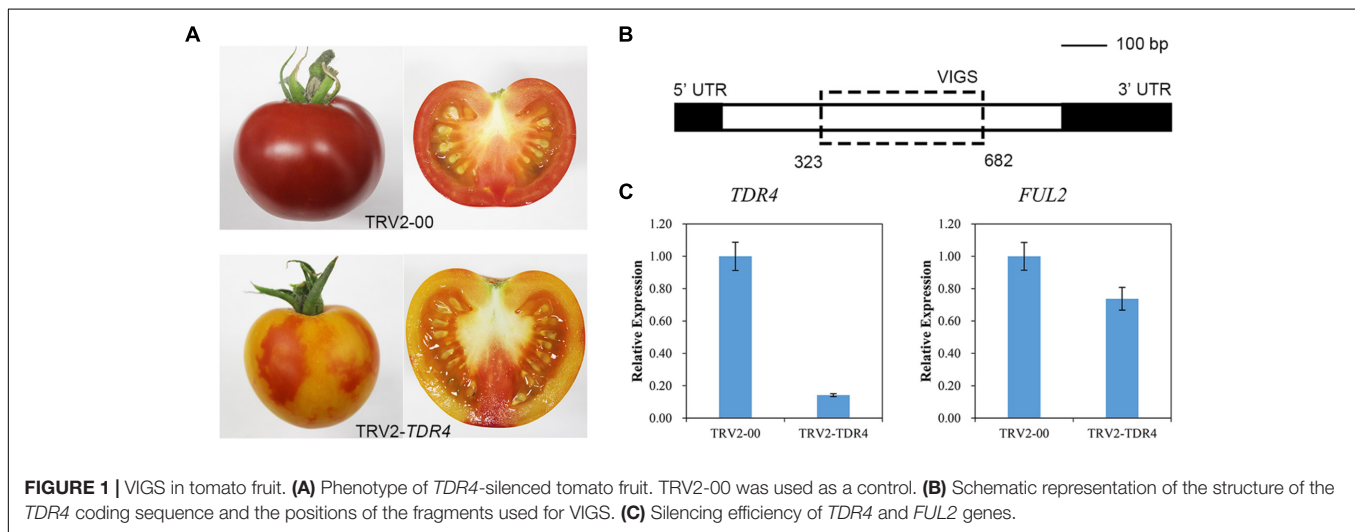 A
TRV2-00
TRV2-TDR4
B
100 bp
VIGS
5' UTR
3' UTR
323
682
C
TDR4
Relative Expression
1.20
1.00
0.80
0.60
0.40
0.20
0.00
TRV2-00
TRV2-TDR4
FUL2
Relative Expression
1.20
1.00
0.80
0.60
0.40
0.20
0.00
TRV2-00
TRV2-TDR4
FIGURE 1 | VIGS in tomato fruit. (A) Phenotype of TDR4-silenced tomato fruit. TRV2-00 was used as a control. (B) Schematic representation of the structure of the
TDR4 coding sequence and the positions of the fragments used for VIGS. (C) Silencing efficiency of TDR4 and FUL2 genes.